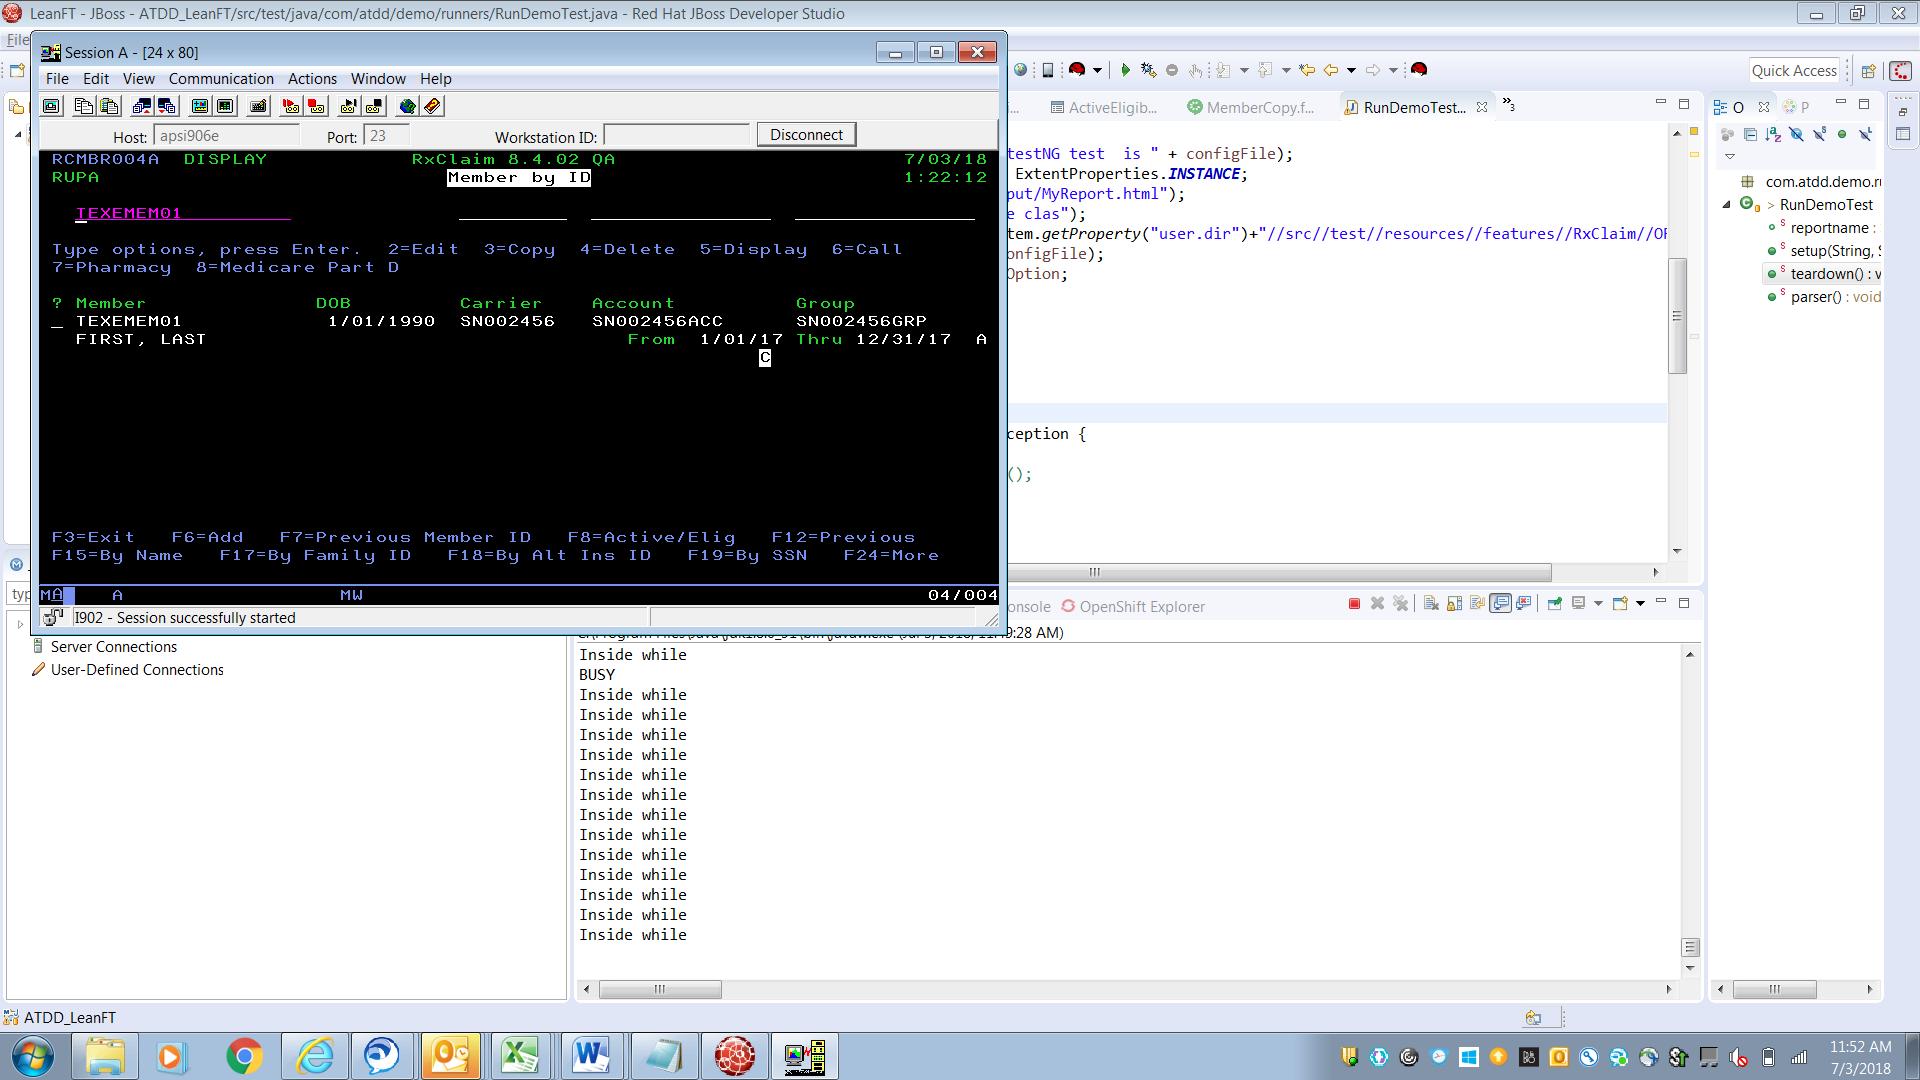 LeanFT - JBoss - ATDD_LeanFT/src/test/java/com/atdd/demo/runners/RunDemoTest.java - Red Hat JBoss Developer Studio
File
Session A - [24 x 80]
File Edit View Communication Actions Window Help
Host: apsi906e Port: 23 Workstation ID: Disconnect
RCMBR004A DISPLAY RxClaim 8.4.02 QA 7/03/18
RUPA Member by ID 1:22:12
TEXEMEM01
Type options, press Enter. 2=Edit 3=Copy 4=Delete 5=Display 6=Call
7=Pharmacy 8=Medicare Part D
? Member DOB Carrier Account Group
_ TEXEMEM01 1/01/1990 SN002456 SN002456ACC SN002456GRP
FIRST, LAST From 1/01/17 Thru 12/31/17 A
C
F3=Exit F6=Add F7=Previous Member ID F8=Active/Elig F12=Previous
F15=By Name F17=By Family ID F18=By Alt Ins ID F19=By SSN F24=More
MA A MW 04/004
I902 - Session successfully started
Quick Access
ActiveEligib... MemberCopy.f... RunDemoTest... »3
testNG test is " + configFile);
ExtentProperties.INSTANCE;
put/MyReport.html");
e clas");
tem.getProperty("user.dir")+"//src//test//resources//features//RxClaim//OR
onfigFile);
Option;
ception {
();
O P
com.atdd.demo.ru
> RunDemoTest
reportname :
setup(String, S
teardown() : v
parser() : void
typ
Server Connections
User-Defined Connections
onsole OpenShift Explorer
9:28 AM)
Inside while
BUSY
Inside while
Inside while
Inside while
Inside while
Inside while
Inside while
Inside while
Inside while
Inside while
Inside while
Inside while
Inside while
Inside while
ATDD_LeanFT
11:52 AM
7/3/2018